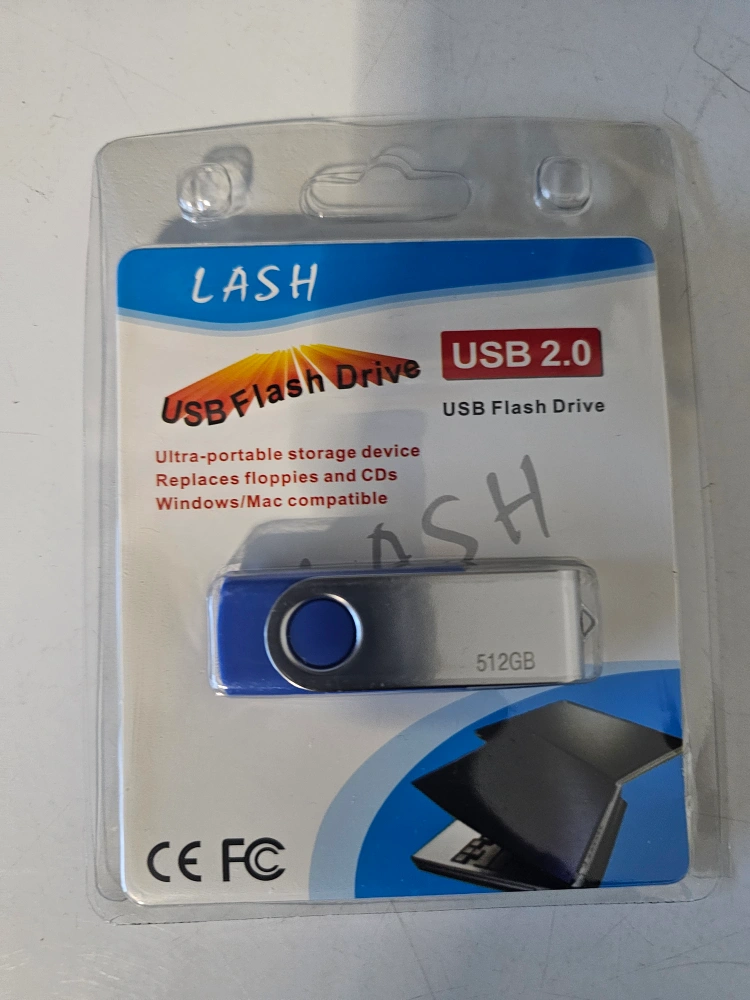 LASH
USB Flash Drive
USB 2.0
USB Flash Drive
Ultra-portable storage device
Replaces floppies and CDs
Windows/Mac compatible
LASH
512GB
CE FC